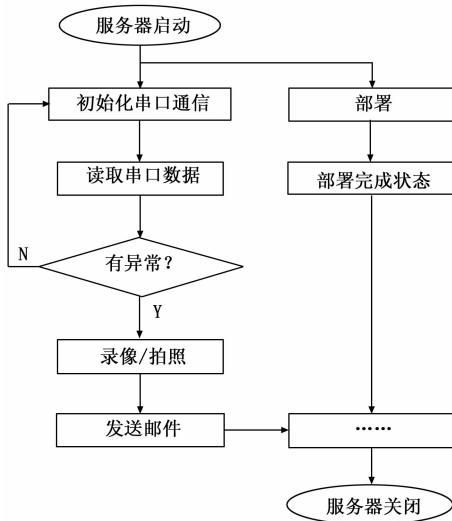 服务器启动
初始化串口通信
部署
读取串口数据
部署完成状态
N
有异常？
Y
录像/拍照
发送邮件
……
服务器关闭